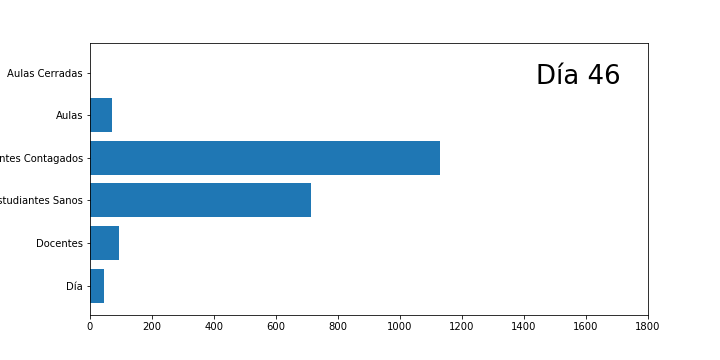 Día 46
Aulas Cerradas
Aulas
ntes Contagados
studiantes Sanos
Docentes
Día
0 200 400 600 800 1000 1200 1400 1600 1800